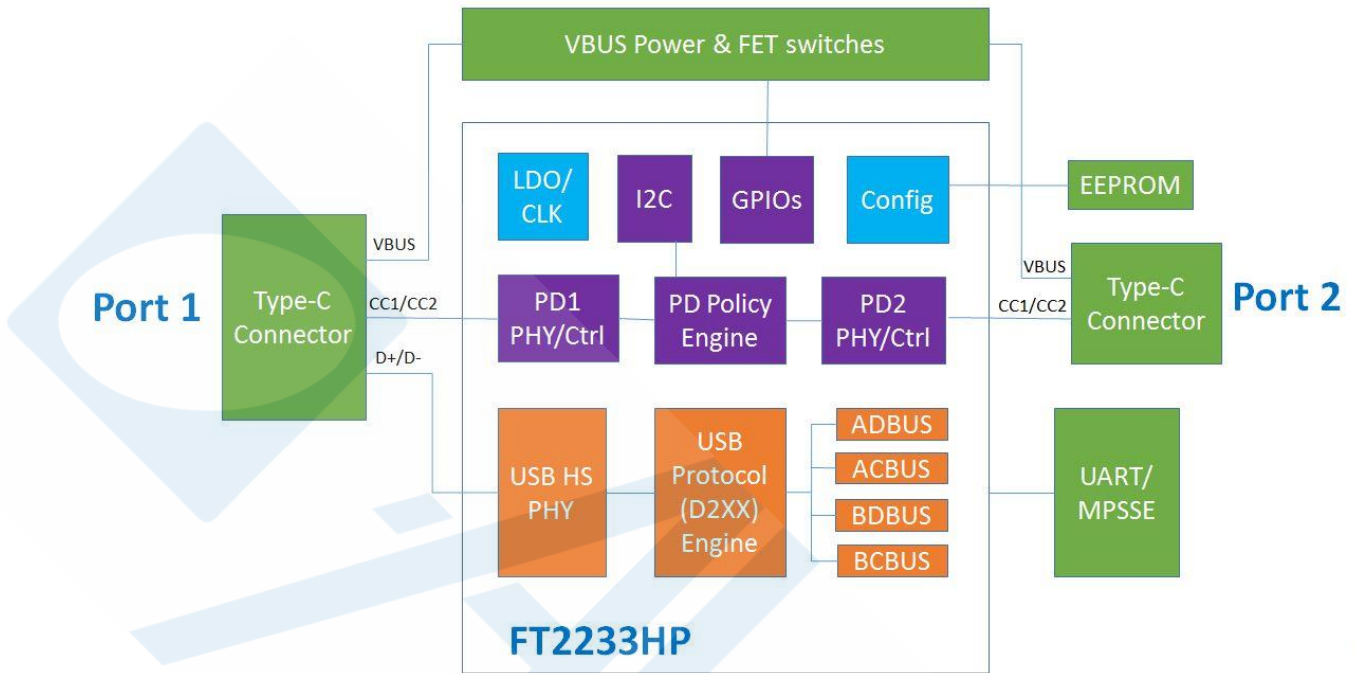 VBUS Power & FET switches
LDO/
CLK
I2C
GPIOs
Config
EEPROM
VBUS
Port 1
Type-C
Connector
CC1/CC2
D+/D-
PD1
PHY/Ctrl
PD Policy
Engine
PD2
PHY/Ctrl
VBUS
CC1/CC2
Type-C
Connector
Port 2
USB HS
PHY
USB
Protocol
(D2XX)
Engine
ADBUS
ACBUS
BDBUS
BCBUS
UART/
MPSSE
FT2233HP